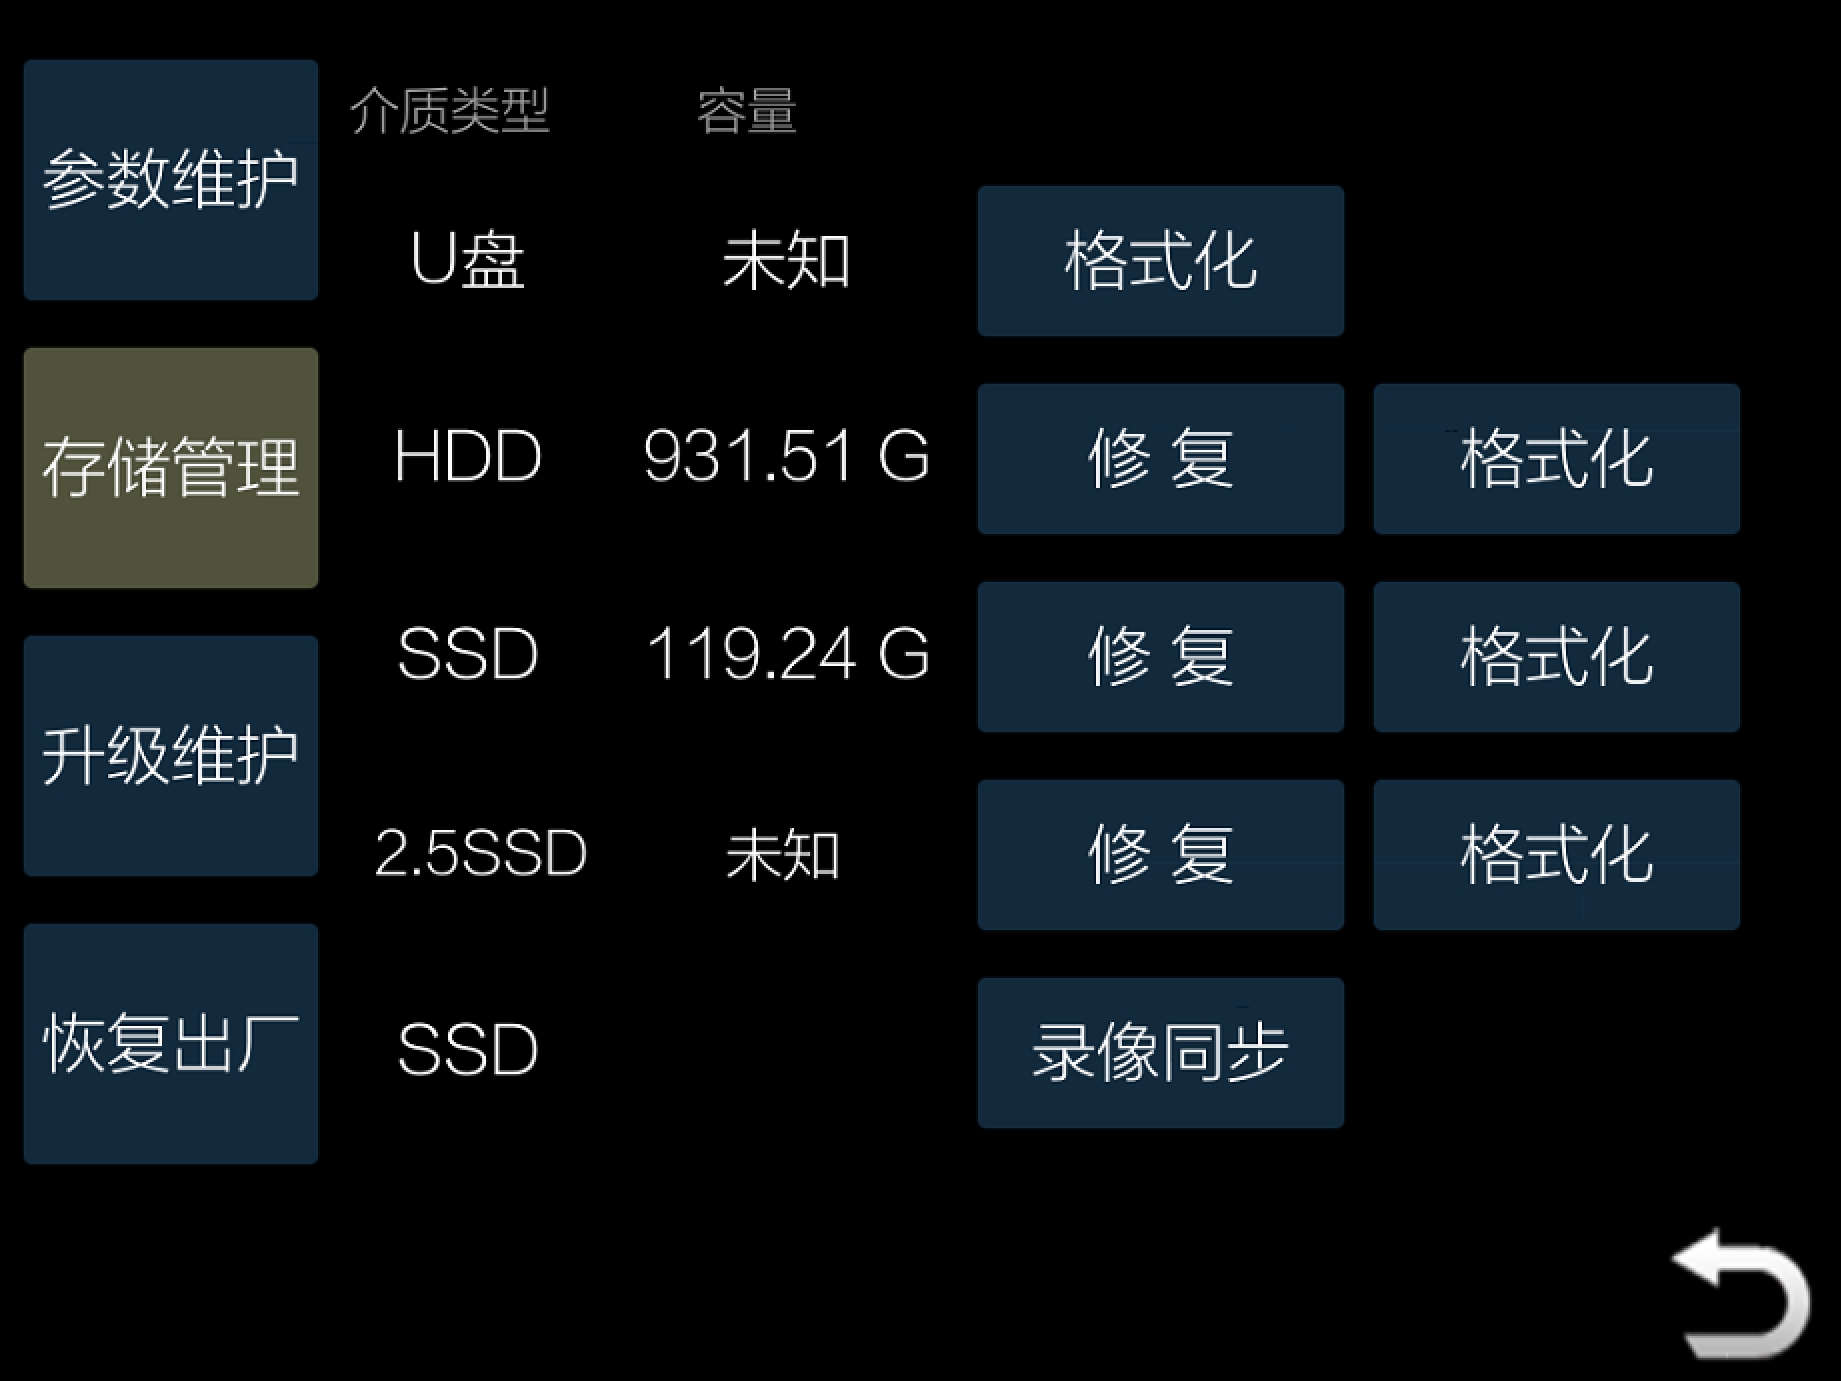 介质类型 容量
参数维护
U盘 未知 格式化
存储管理
HDD 931.51 G 修 复 格式化
SSD 119.24 G 修 复 格式化
升级维护
2.5SSD 未知 修 复 格式化
恢复出厂
SSD 录像同步